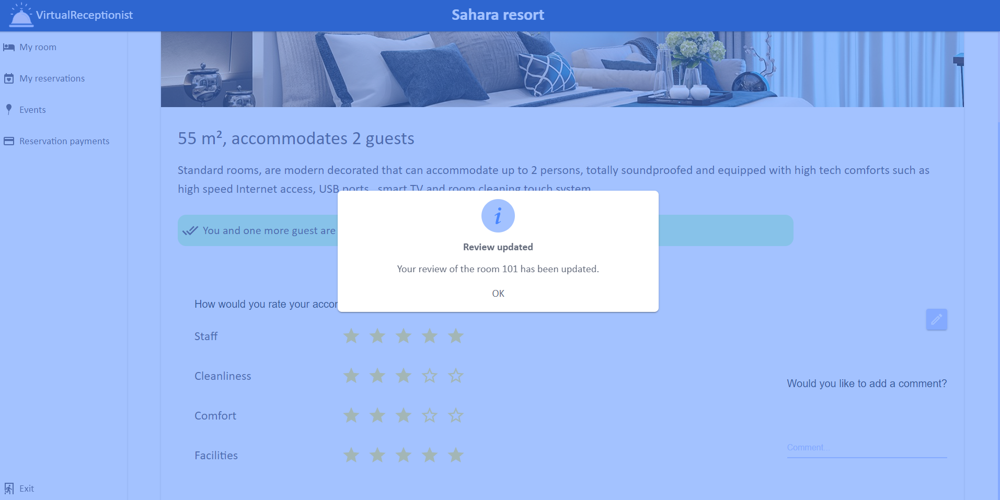 VirtualReceptionist
Sahara resort
My room
My reservations
Events
Reservation payments
Exit
55 m², accommodates 2 guests
Standard rooms, are modern decorated that can accommodate up to 2 persons, totally soundproofed and equipped with high tech comforts such as
high speed Internet access, USB ports , smart TV and room cleaning touch system
You and one more guest are
i
Review updated
Your review of the room 101 has been updated.
OK
How would you rate your
Staff
Cleanliness
Comfort
Facilities
Would you like to add a comment?
Comment...